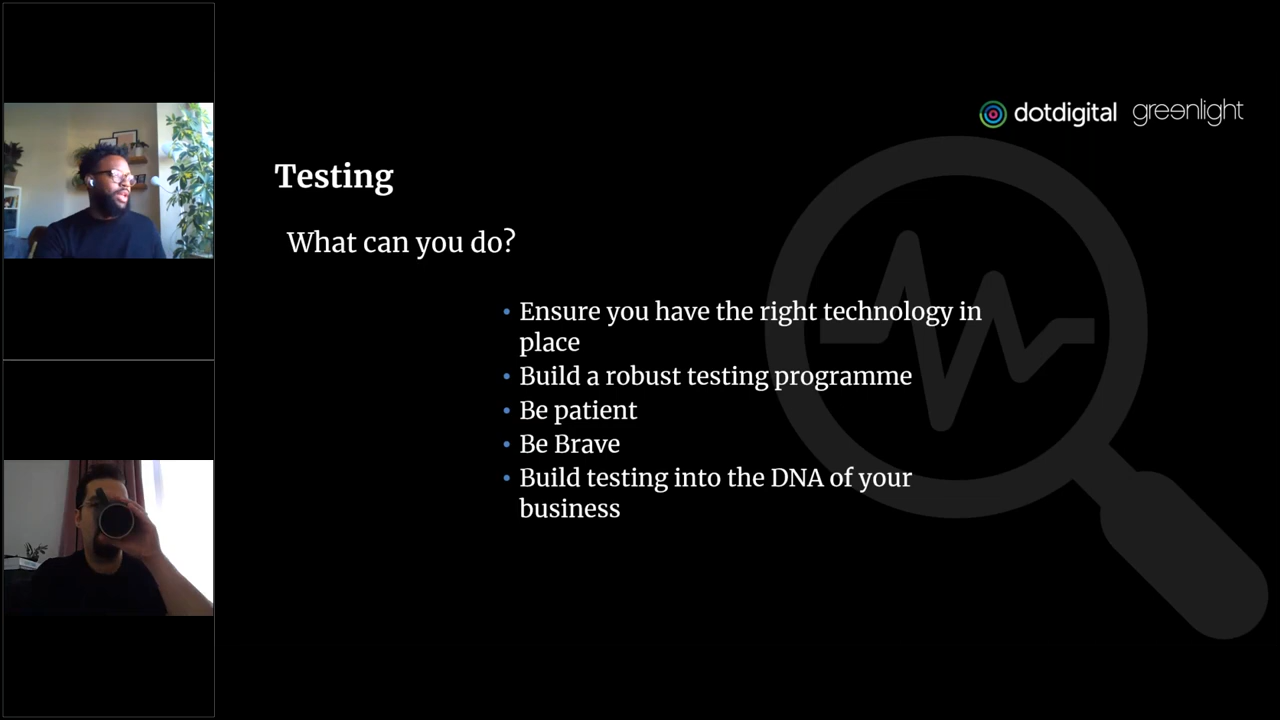 dotdigital greenlight
Testing
What can you do?
• Ensure you have the right technology in
place
• Build a robust testing programme
• Be patient
• Be Brave
• Build testing into the DNA of your
business